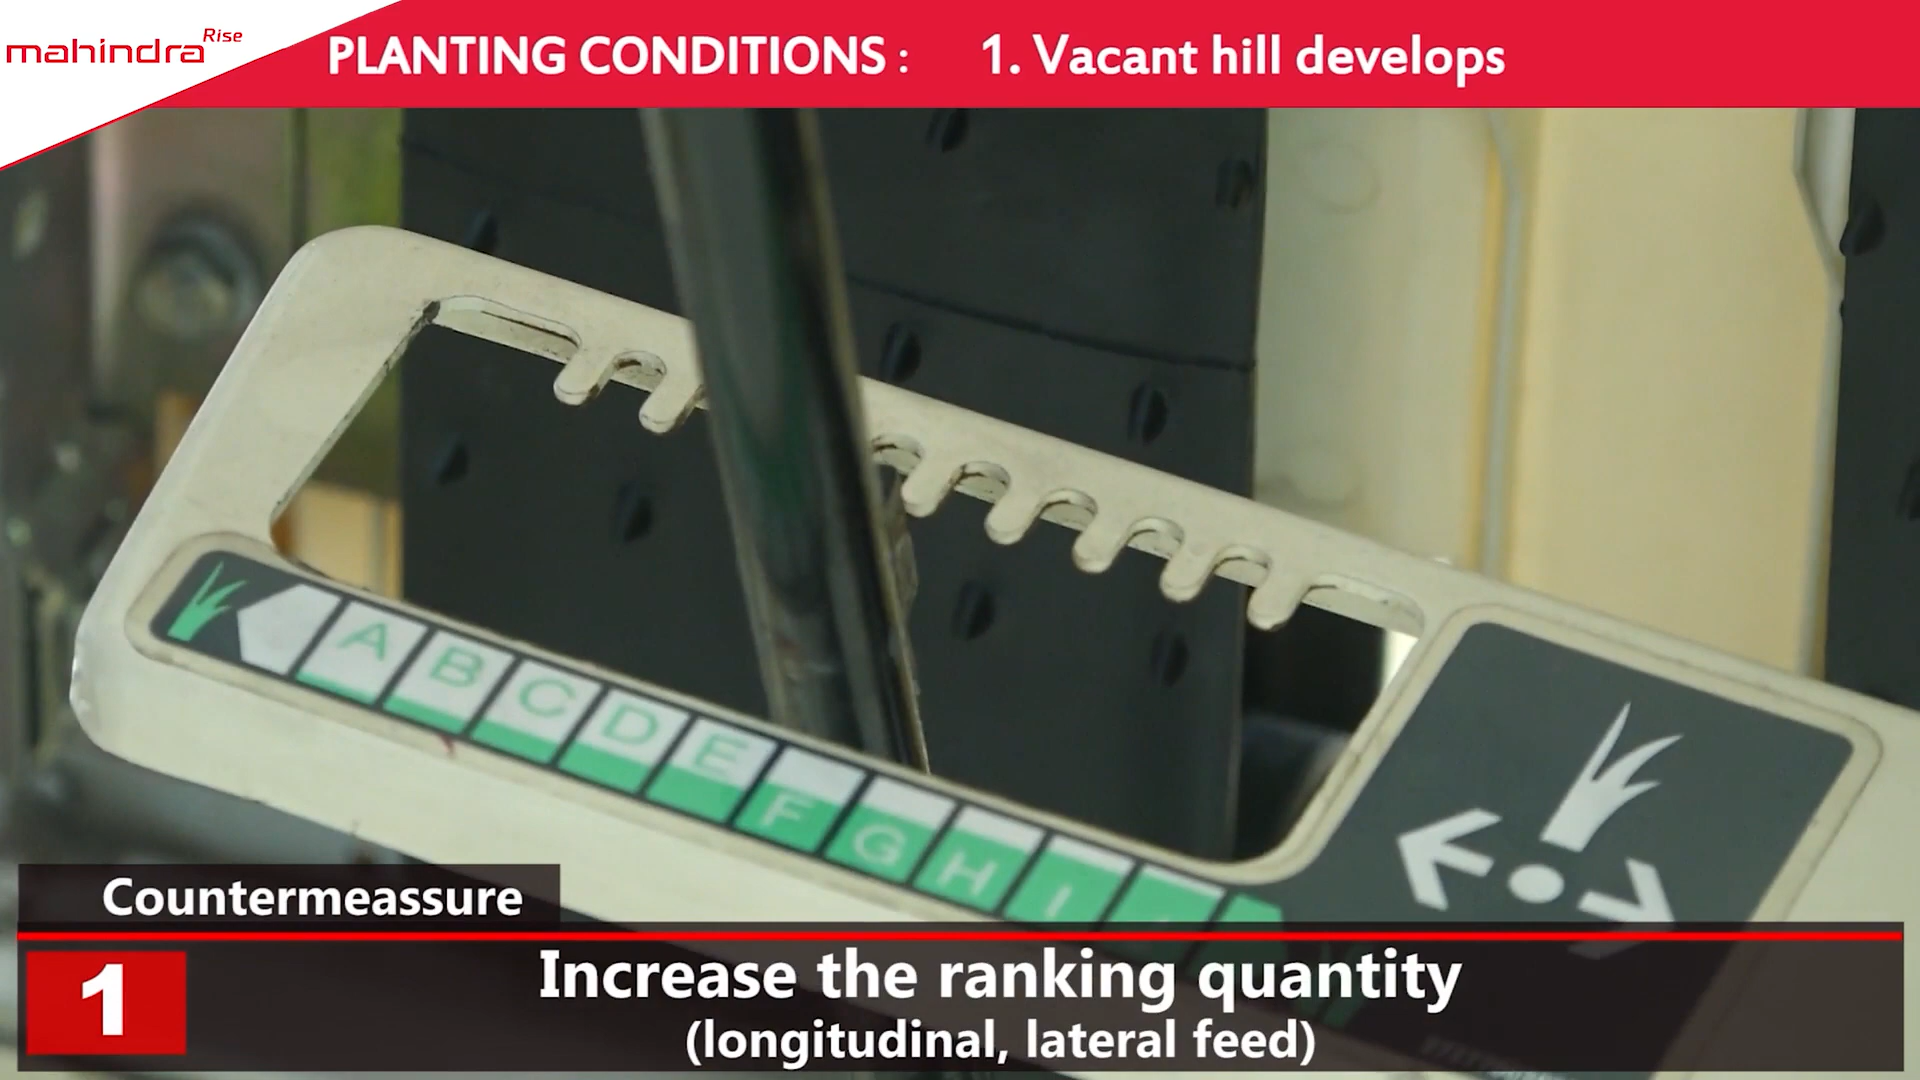 mahindra Rise
PLANTING CONDITIONS : 1. Vacant hill develops
A B C D E F G H I
Countermeassure
1
Increase the ranking quantity
(longitudinal, lateral feed)